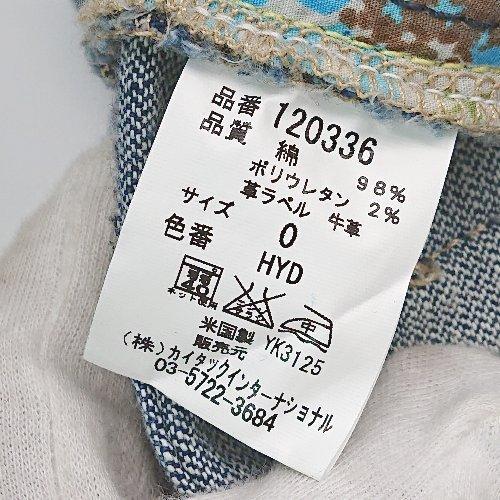 品番 120336
品質 綿 98%
ポリウレタン 2%
革ラベル 牛革
サイズ 0
色番 HYD
40
ネット使用
中
米国製 YK3125
販売元
(株)カイタックインターナショナル
03-5722-3684